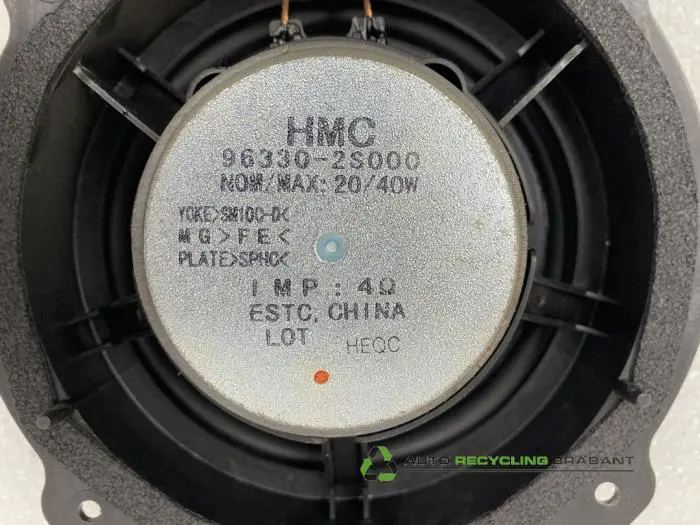 HMC
96330-2S000
NOM/MAX: 20/40W
YOKE>SM10C-D<
MG>FE<
PLATE>SPHC<
IMP : 4Ω
ESTC, CHINA
LOT HEQC
AUTO RECYCLING BRABANT